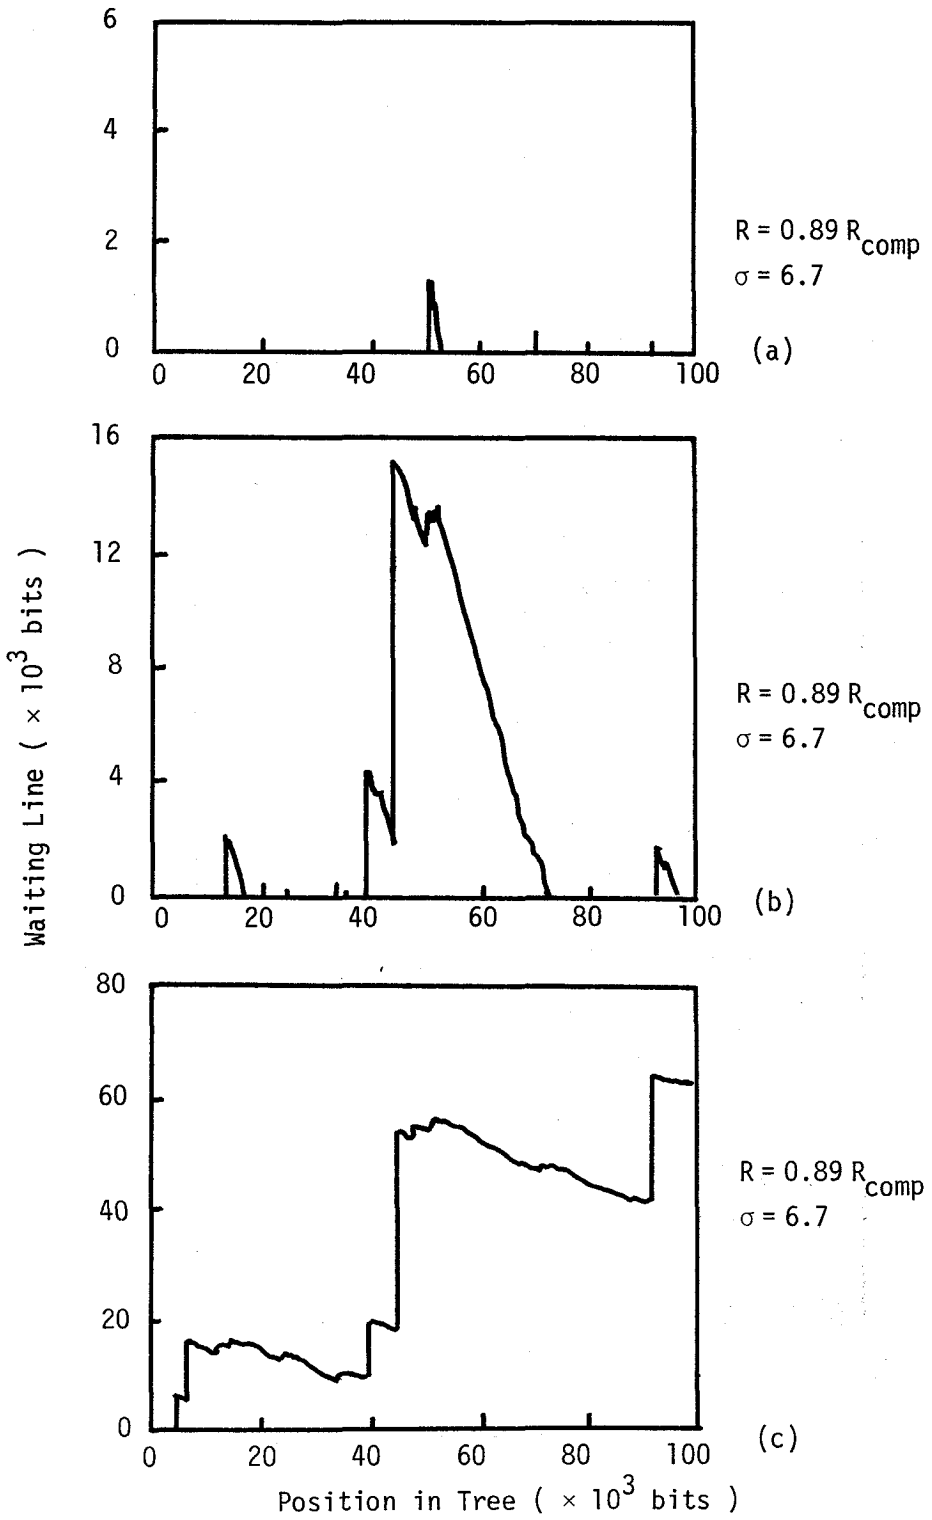 6
4
2
0
0 20 40 60 80 100
R = 0.89 Rcomp
σ = 6.7
(a)
16
12
8
4
0
0 20 40 60 80 100
R = 0.89 Rcomp
σ = 6.7
(b)
Waiting Line ( × 10³ bits )
80
60
40
20
0
0 20 40 60 80 100
R = 0.89 Rcomp
σ = 6.7
(c)
Position in Tree ( × 10³ bits )